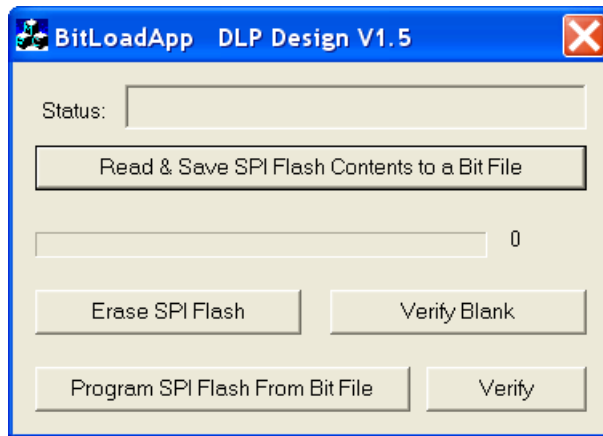 BitLoadApp DLP Design V1.5
Status:
Read & Save SPI Flash Contents to a Bit File
0
Erase SPI Flash
Verify Blank
Program SPI Flash From Bit File
Verify